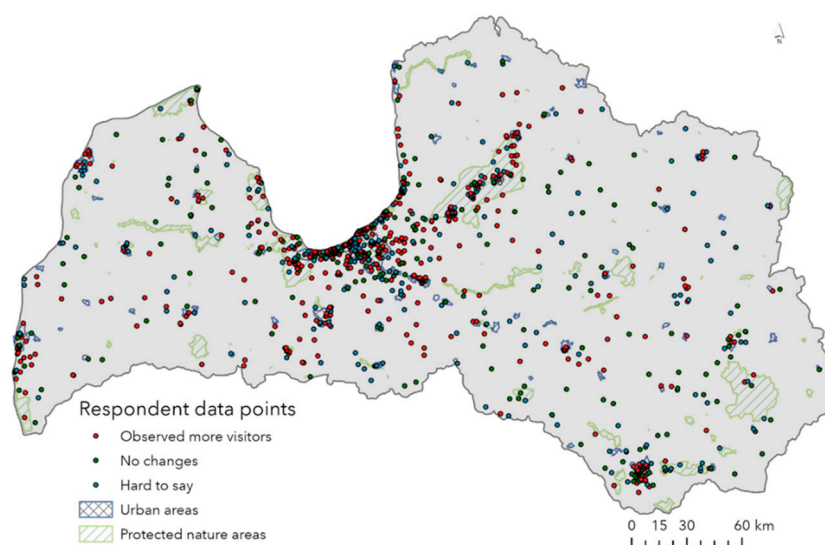 N
Respondent data points
Observed more visitors
No changes
Hard to say
Urban areas
Protected nature areas
0 15 30 60 km